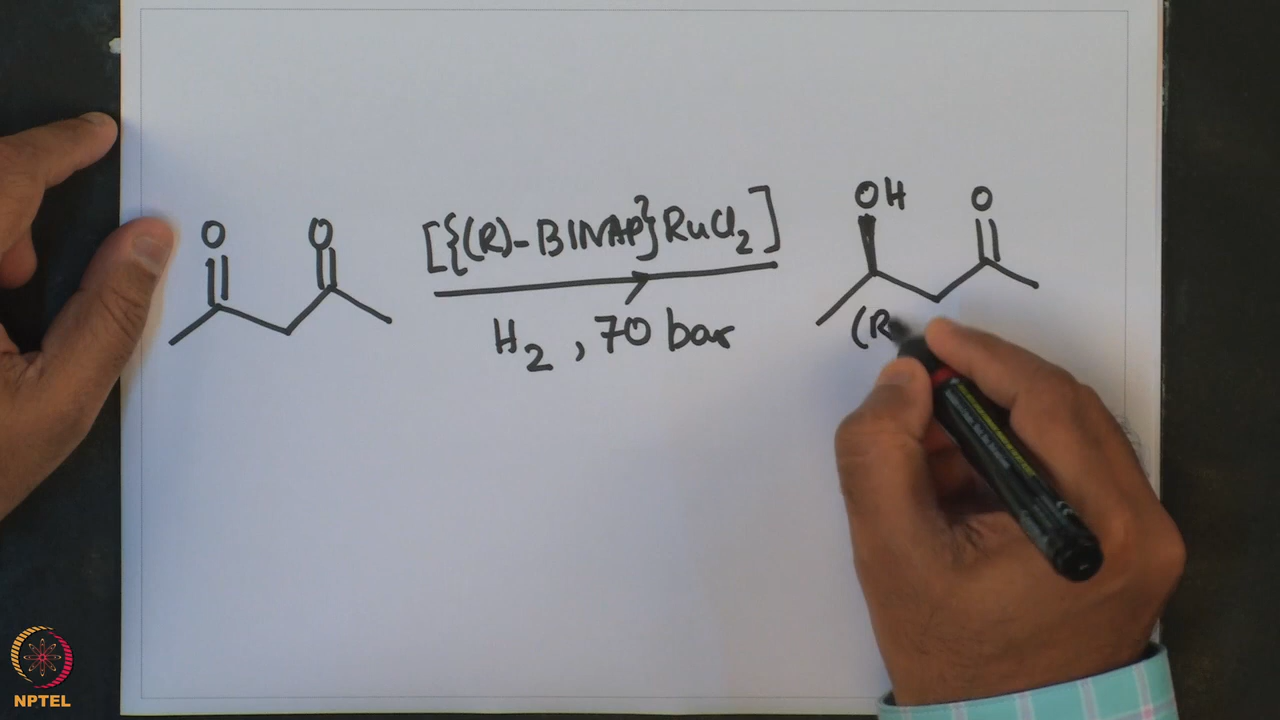 O O [{(R)-BINAP}RuCl₂] OH O
H₂, 70 bar (R
NPTEL